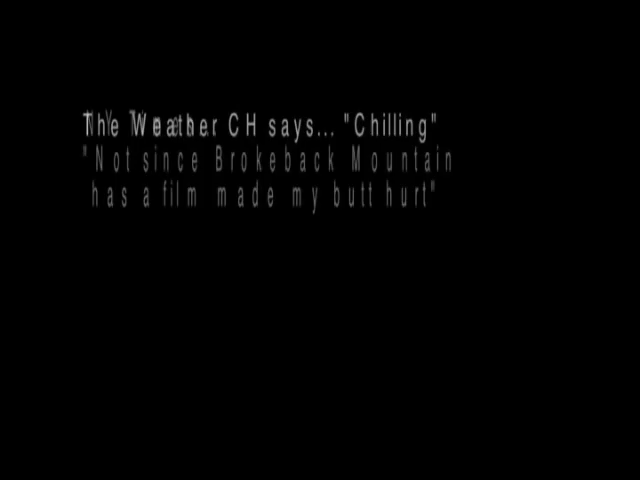 The Weather CH says... "Chilling"
"Not since Brokeback Mountain
has a film made my butt hurt"